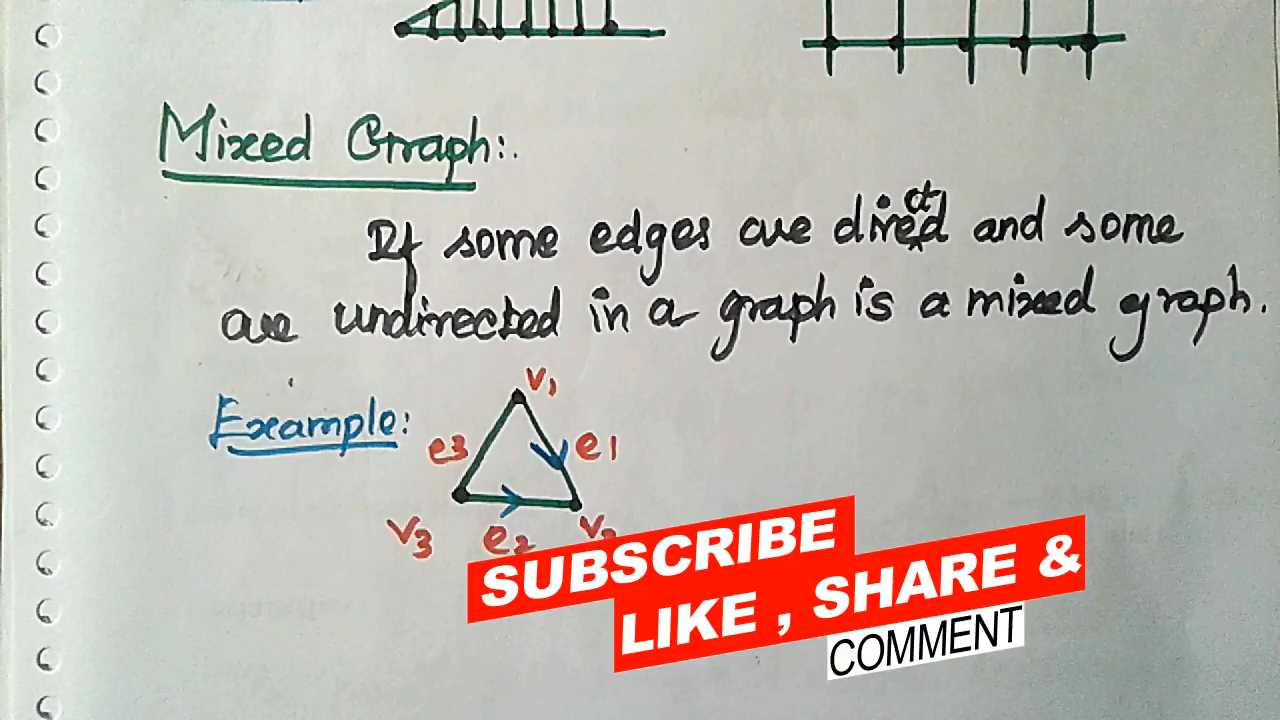 Mixed Graph:.
If some edges are directed and some
are undirected in a graph is a mixed graph.
Example:
v1
e3
e1
v3
e2
v2
SUBSCRIBE
LIKE , SHARE &
COMMENT